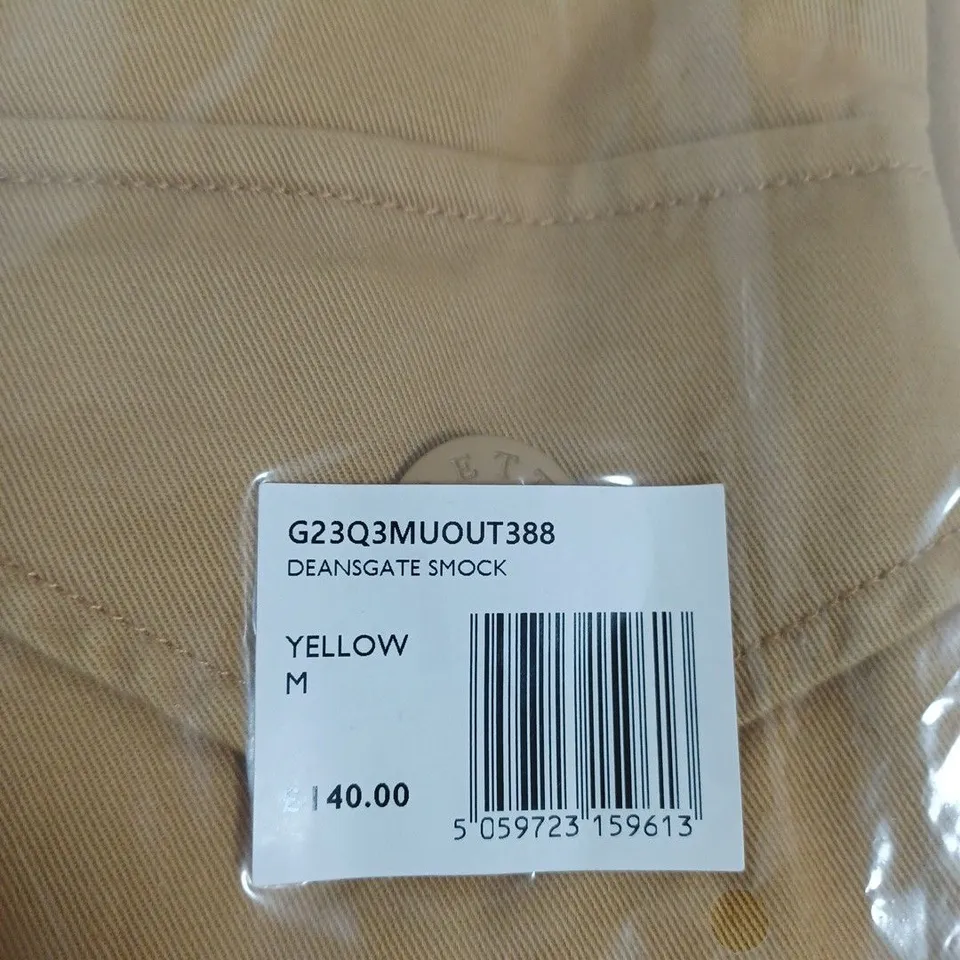 G23Q3MUOUT388
DEANSGATE SMOCK
YELLOW
M
140.00
5 059723 159613